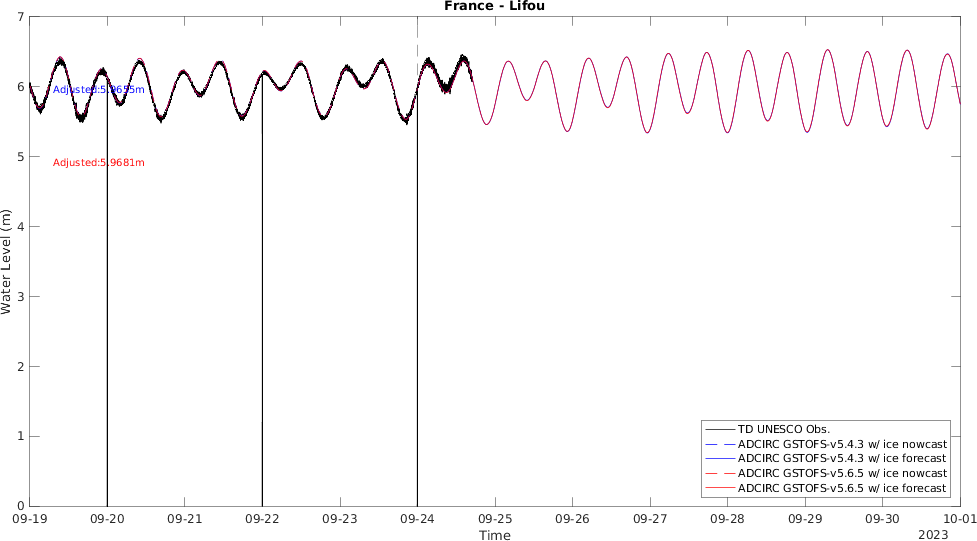 France - Lifou
7
6
5
4
3
2
1
0
Water Level (m)
Adjusted:5.9655m
Adjusted:5.9681m
TD UNESCO Obs.
ADCIRC GSTOFS-v5.4.3 w/ ice nowcast
ADCIRC GSTOFS-v5.4.3 w/ ice forecast
ADCIRC GSTOFS-v5.6.5 w/ ice nowcast
ADCIRC GSTOFS-v5.6.5 w/ ice forecast
09-19 09-20 09-21 09-22 09-23 09-24 09-25 09-26 09-27 09-28 09-29 09-30 10-01
Time
2023